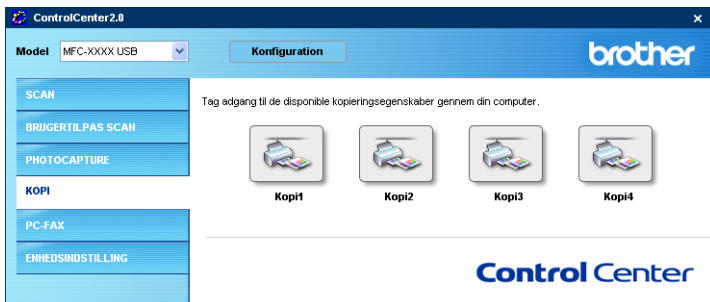 ControlCenter2.0
Model MFC-XXXX USB Konfiguration brother
SCAN
Tag adgang til de disponible kopieringsegenskaber gennem din computer.
BRUGERTILPAS SCAN
PHOTOCAPTURE
KOPI
Kopi1 Kopi2 Kopi3 Kopi4
PC-FAX
ENHEDSINDSTILLING
Control Center